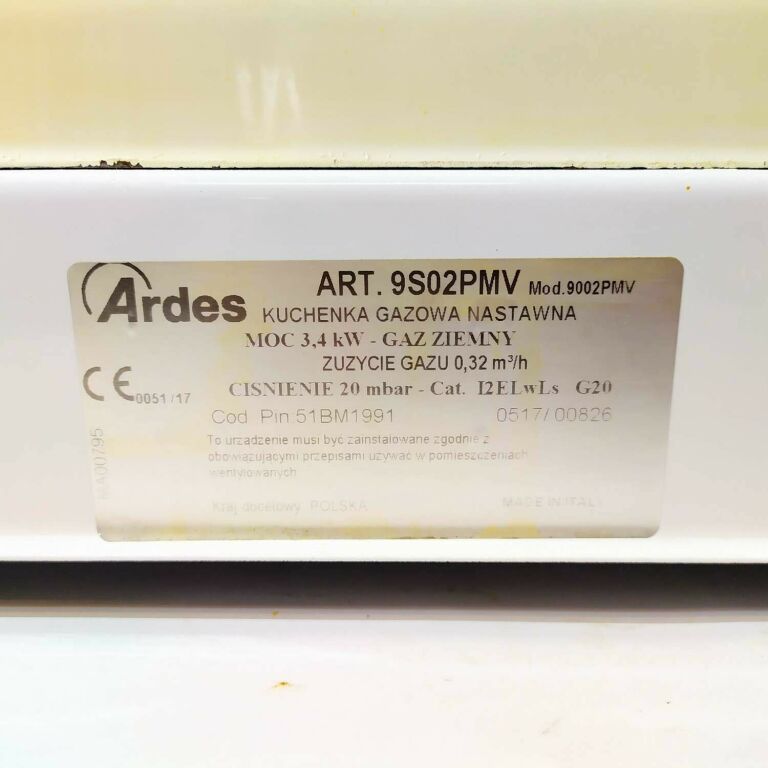 Ardes
ART. 9S02PMV Mod.9002PMV
KUCHENKA GAZOWA NASTAWNA
MOC 3,4 kW - GAZ ZIEMNY
ZUZYCIE GAZU 0,32 m³/h
CE 0051/17
CISNIENIE 20 mbar - Cat. I2ELwLs G20
Cod Pin 51BM1991 0517/00826
MA00795
To urządzenie musi być zainstalowane zgodnie z
obowiązującymi przepisami używać w pomieszczeniach
wentylowanych
Kraj docelowy POLSKA MADE IN ITALY